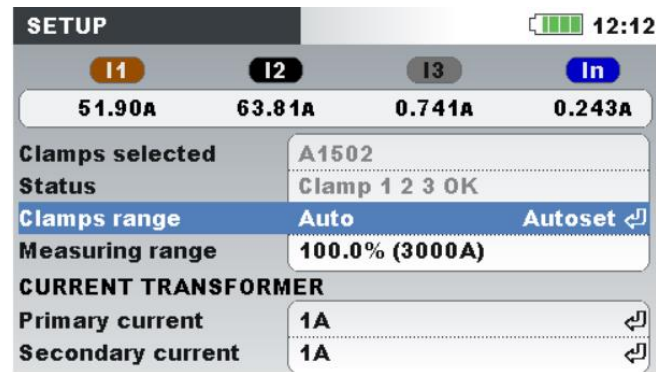 SETUP 12:12
I1 I2 I3 In
51.90A 63.81A 0.741A 0.243A
Clamps selected A1502
Status Clamp 1 2 3 OK
Clamps range Auto Autoset
Measuring range 100.0% (3000A)
CURRENT TRANSFORMER
Primary current 1A
Secondary current 1A